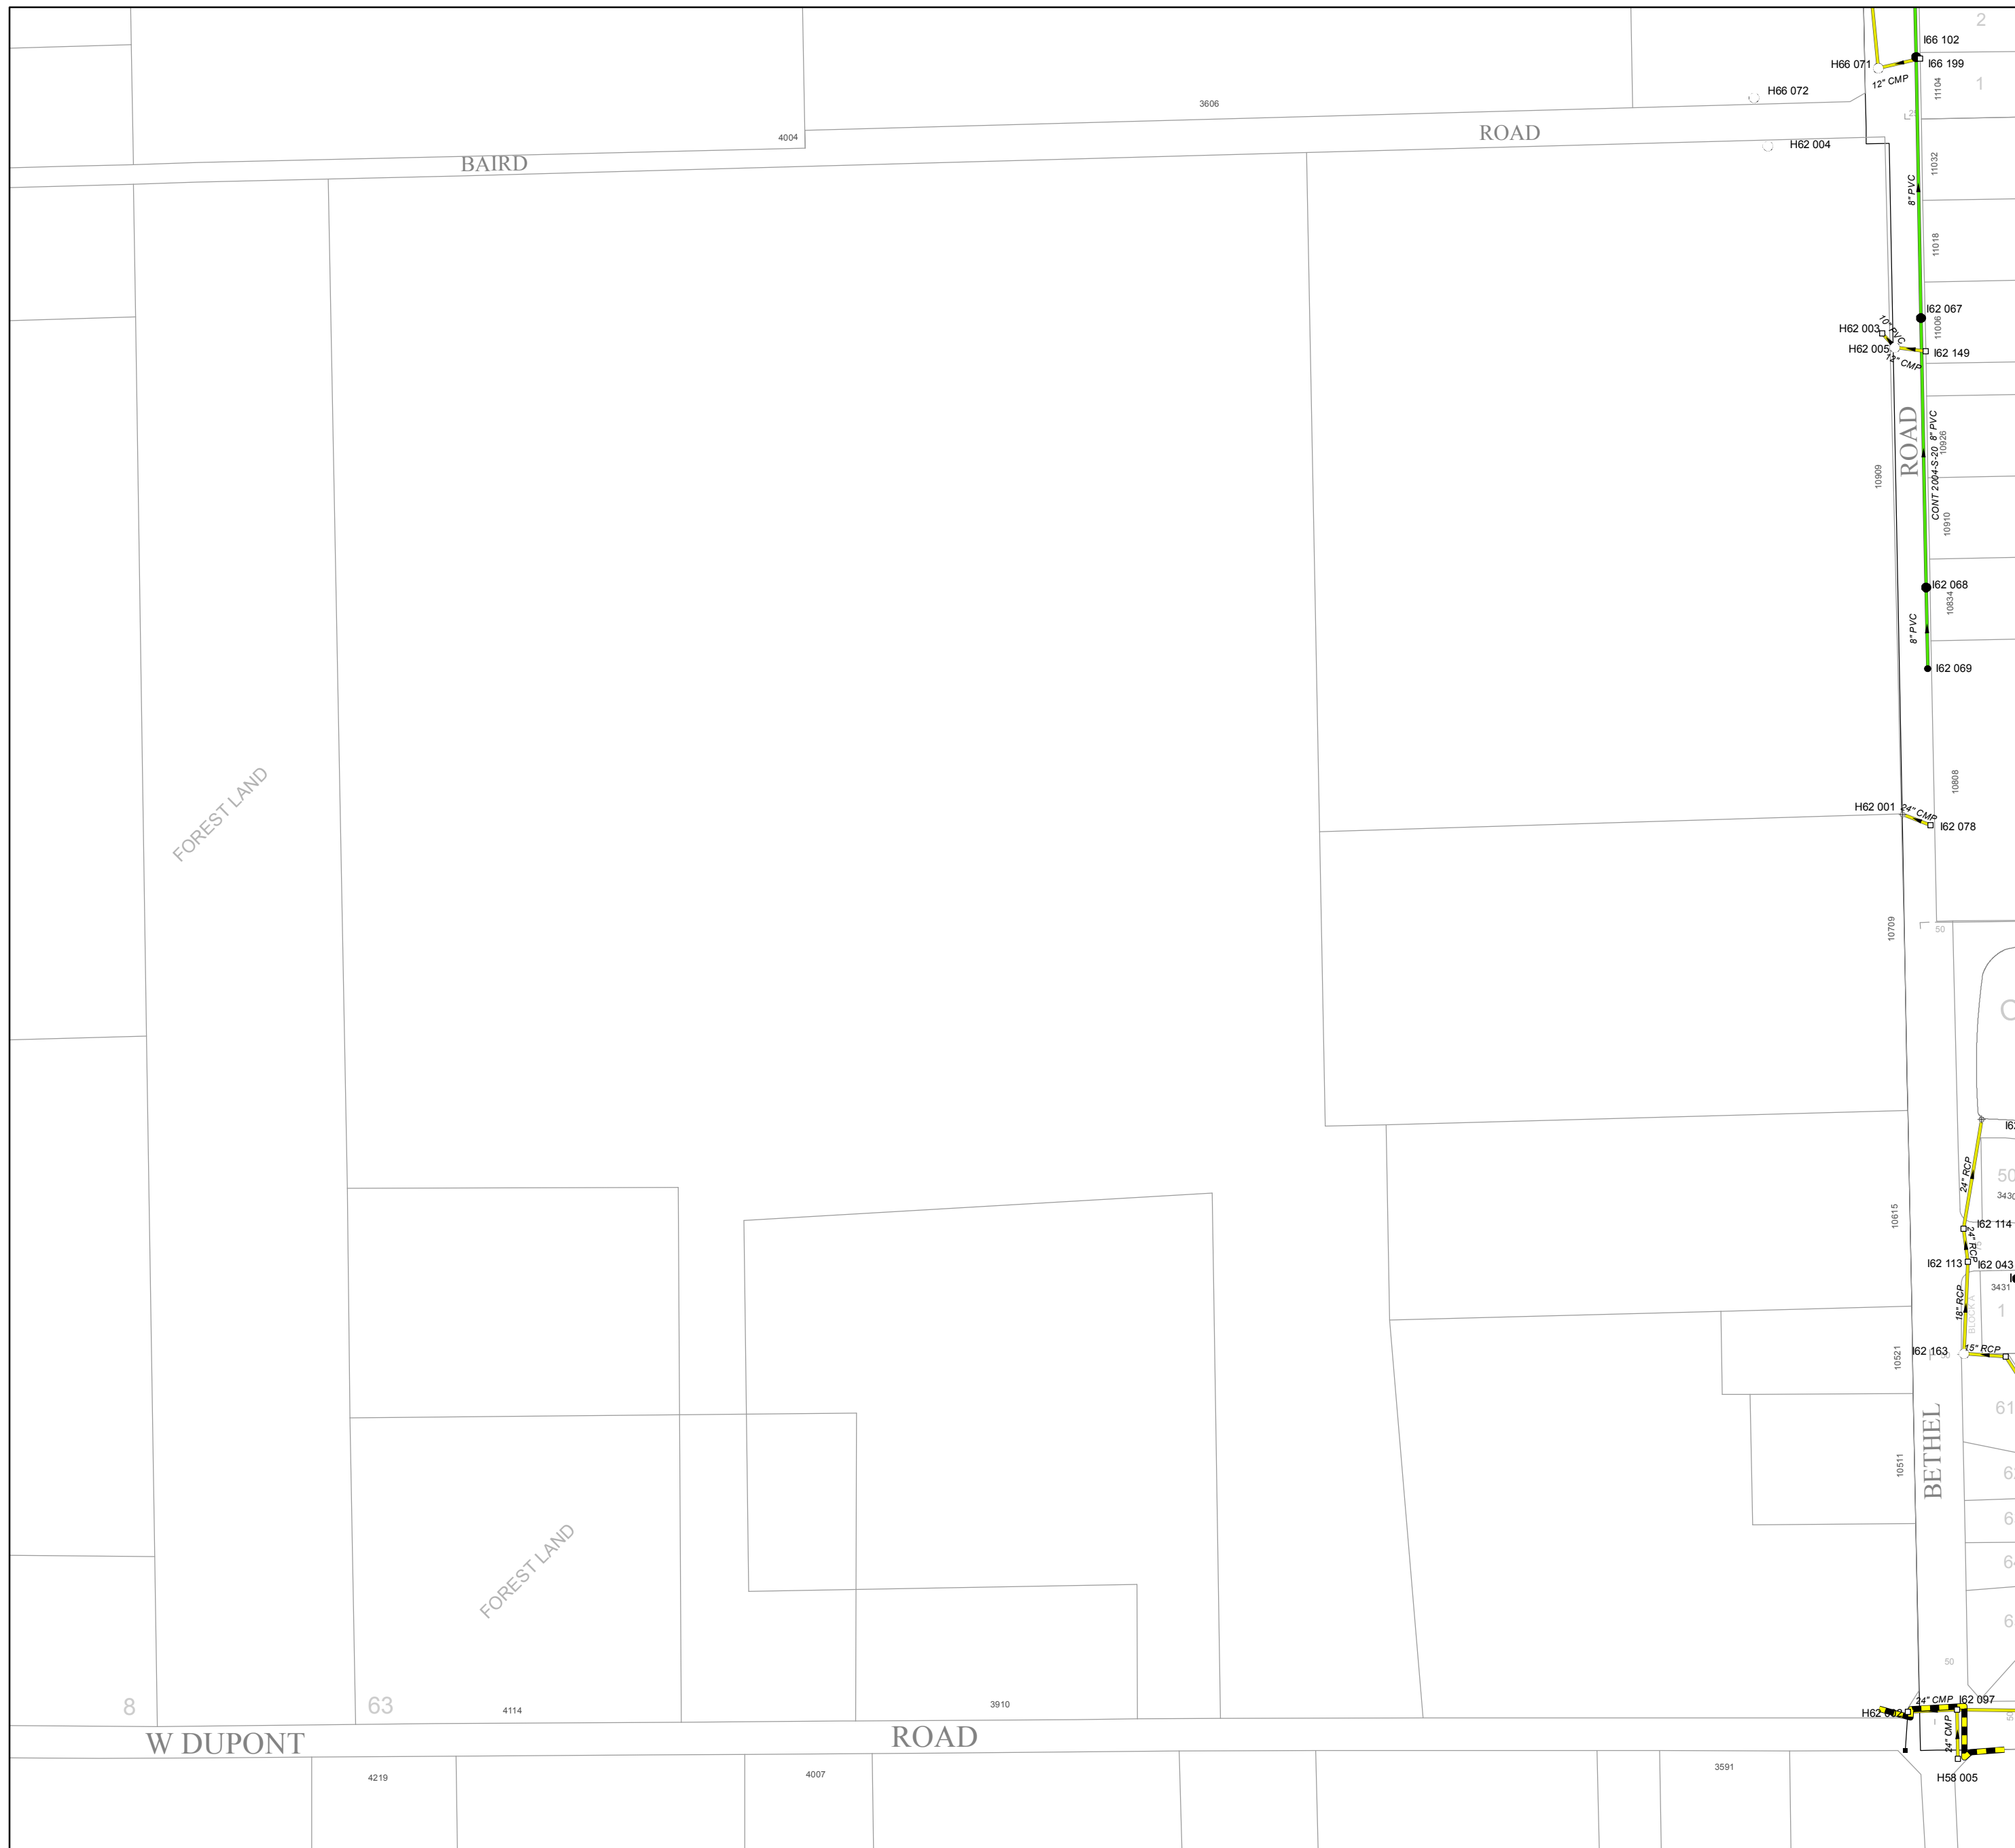 2
I66 102
H66 071
I66 199
12" CMP
11104
1
H66 072
3606
25
4004
ROAD
BAIRD
H62 004
11032
8" PVC
11018
I62 067
10" PVC
11006
H62 003
H62 005
I62 149
12" CMP
ROAD
CONT 2004-S-20 8" PVC
10926
10909
10910
I62 068
10834
8" PVC
I62 069
FOREST LAND
10808
H62 001
24" CMP
I62 078
10709
50
24" RCP
50
3430
10615
I62 114
24" RCP
I62 113
I62 043
3431
18" RCP
BLOCK A
1
I62 163
15" RCP
10521
61
BETHEL
10511
FOREST LAND
50
8
63
4114
3910
24" CMP
I62 097
H62 002
50
W DUPONT
ROAD
24" CMP
4219
4007
3591
H58 005